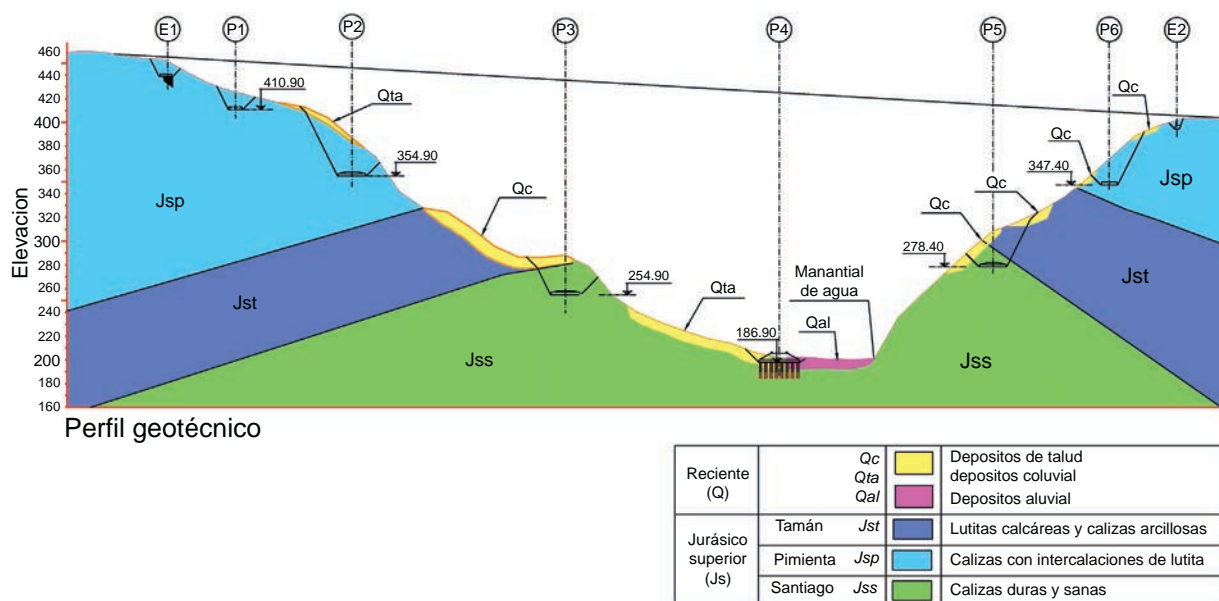 E1 P1 P2 P3 P4 P5 P6 E2
Elevacion
460
440
420
400
380
360
340
320
300
280
260
240
220
200
180
160
410.90
Qta
354.90
Qc
254.90
Qta
186.90
Manantial
de agua
Qal
278.40
Qc
Qc
347.40
Qc
Qc
Jsp
Jst
Jss
Jss
Jst
Jsp
Perfil geotécnico
Reciente
(Q)
Qc
Qta
Qal
Depositos de talud
depositos coluvial
Depositos aluvial
Jurásico
superior
(Js)
Tamán Jst Lutitas calcáreas y calizas arcillosas
Pimienta Jsp Calizas con intercalaciones de lutita
Santiago Jss Calizas duras y sanas